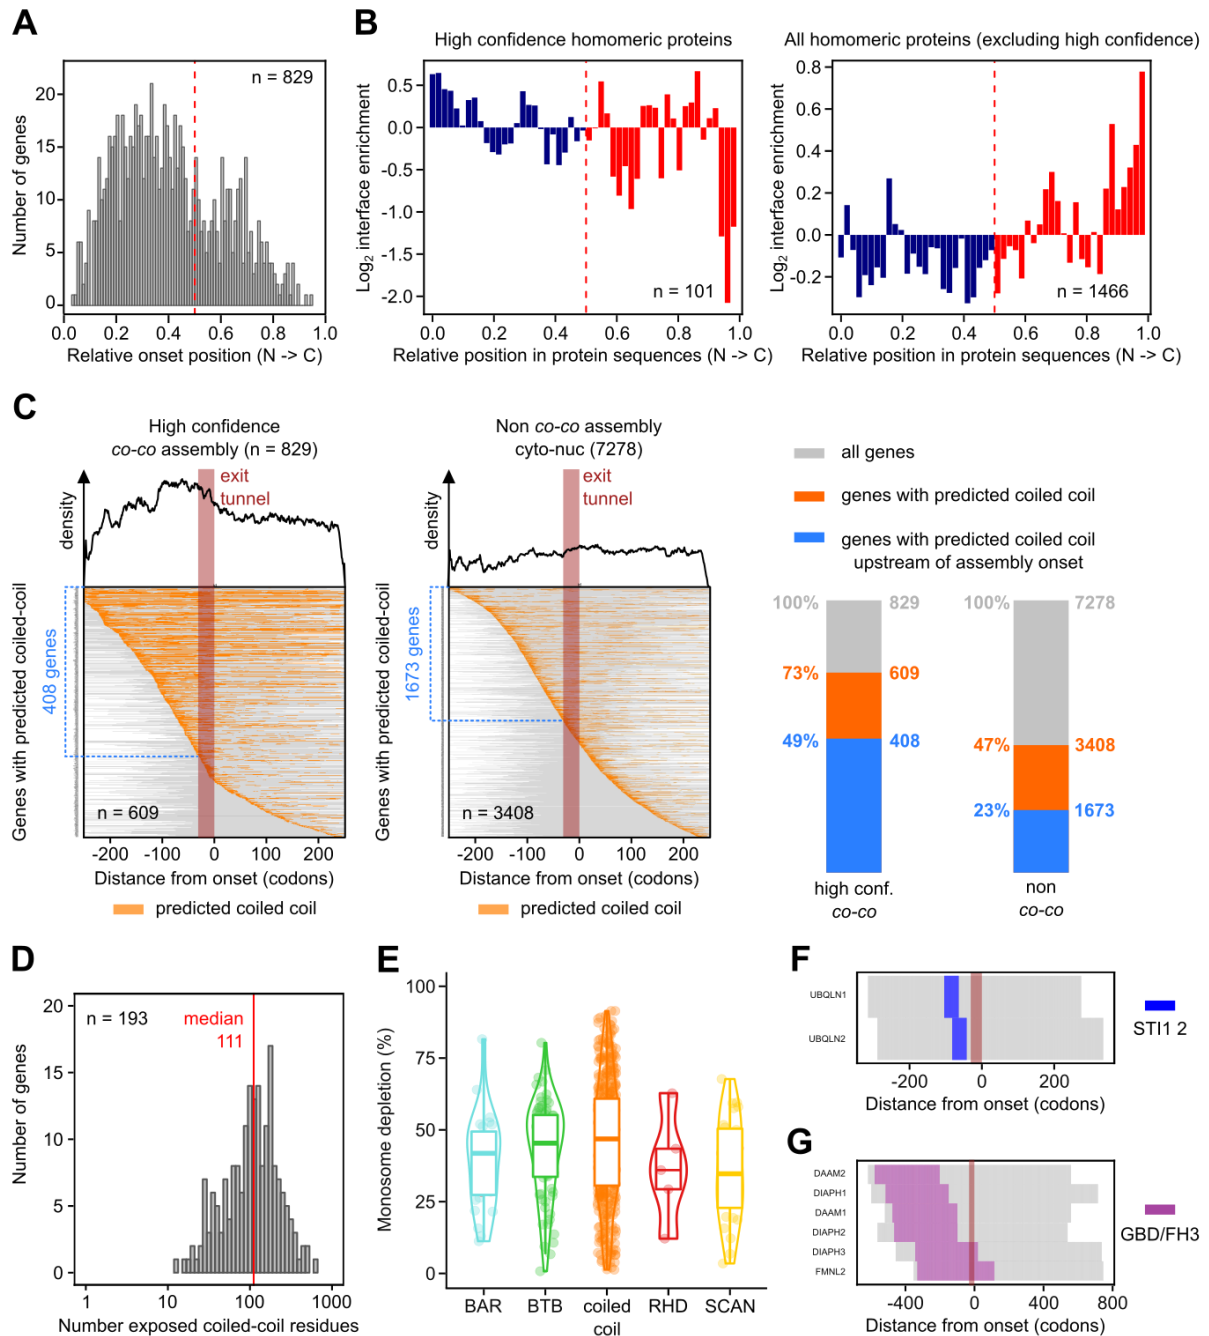 A
n = 829
Number of genes
20
15
10
5
0
0.0 0.2 0.4 0.6 0.8 1.0
Relative onset position (N -> C)
B
High confidence homomeric proteins
Log2 interface enrichment
0.5
0.0
-0.5
-1.0
-1.5
-2.0
n = 101
0.0 0.2 0.4 0.6 0.8 1.0
Relative position in protein sequences (N -> C)
All homomeric proteins (excluding high confidence)
Log2 interface enrichment
0.8
0.6
0.4
0.2
0.0
-0.2
n = 1466
0.0 0.2 0.4 0.6 0.8 1.0
Relative position in protein sequences (N -> C)
C
High confidence
co-co assembly (n = 829)
density
exit
tunnel
408 genes
Genes with predicted coiled-coil
n = 609
-200 -100 0 100 200
Distance from onset (codons)
predicted coiled coil
Non co-co assembly
cyto-nuc (7278)
density
exit
tunnel
1673 genes
Genes with predicted coiled-coil
n = 3408
-200 -100 0 100 200
Distance from onset (codons)
predicted coiled coil
all genes
genes with predicted coiled coil
genes with predicted coiled coil
upstream of assembly onset
100% 829
73% 609
49% 408
high conf.
co-co
100% 7278
47% 3408
23% 1673
non
co-co
D
n = 193
median
111
Number of genes
20
15
10
5
0
1 10 100 1000
Number exposed coiled-coil residues
E
Monosome depletion (%)
100
75
50
25
0
BAR BTB coiled coil RHD SCAN
F
UBQLN1
UBQLN2
-200 0 200
Distance from onset (codons)
STI1 2
G
DAAM2
DIAPH1
DAAM1
DIAPH2
DIAPH3
FMNL2
-400 0 400 800
Distance from onset (codons)
GBD/FH3